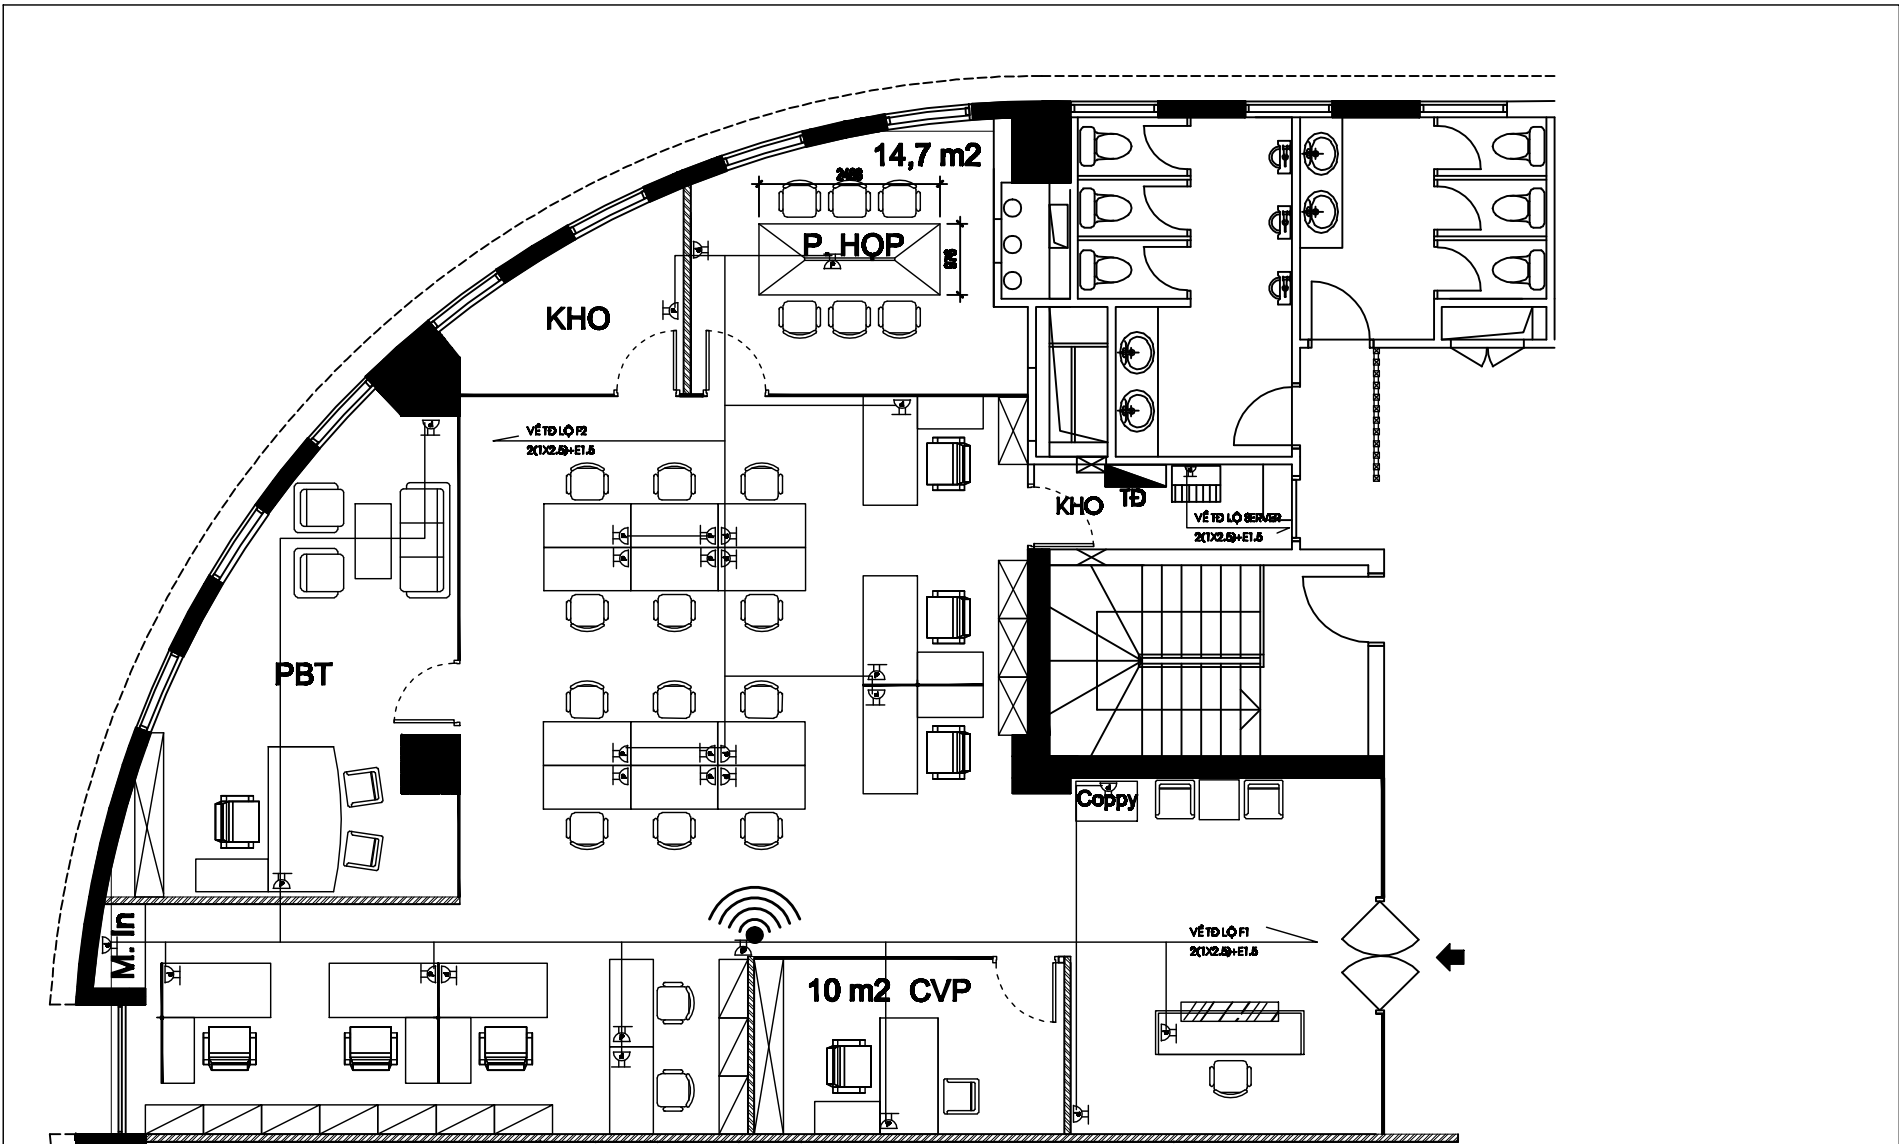 14,7 m2
P. HỌP
976
KHO
VỀ TĐ LỘ F2
2(1X2.5)+E1.5
KHO
TĐ
VỀ TĐ LỘ SERVER
2(1X2.5)+E1.5
PBT
Coppy
M. In
VỀ TĐ LỘ F1
2(1X2.5)+E1.5
10 m2 CVP